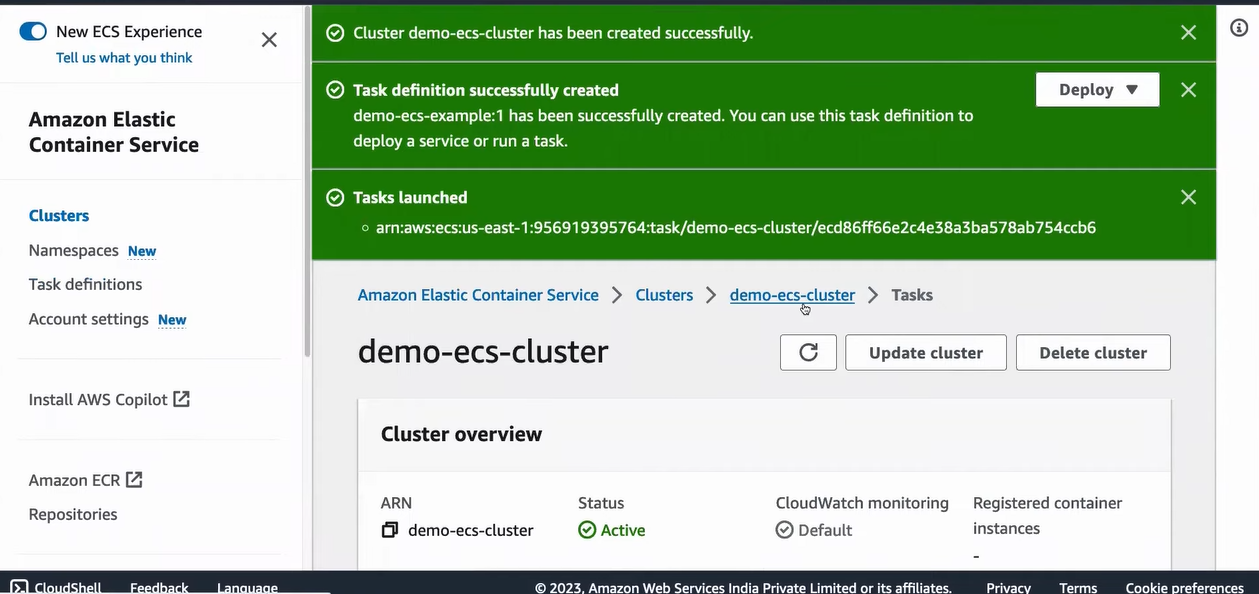 New ECS Experience
Tell us what you think
Amazon Elastic
Container Service
Clusters
Namespaces New
Task definitions
Account settings New
Install AWS Copilot
Amazon ECR
Repositories
Cluster demo-ecs-cluster has been created successfully.
Task definition successfully created
demo-ecs-example:1 has been successfully created. You can use this task definition to
deploy a service or run a task.
Deploy
Tasks launched
arn:aws:ecs:us-east-1:956919395764:task/demo-ecs-cluster/ecd86ff66e2c4e38a3ba578ab754ccb6
Amazon Elastic Container Service > Clusters > demo-ecs-cluster > Tasks
demo-ecs-cluster
Update cluster
Delete cluster
Cluster overview
ARN
demo-ecs-cluster
Status
Active
CloudWatch monitoring
Default
Registered container
instances
-
CloudShell Feedback Language © 2023, Amazon Web Services India Private Limited or its affiliates. Privacy Terms Cookie preferences